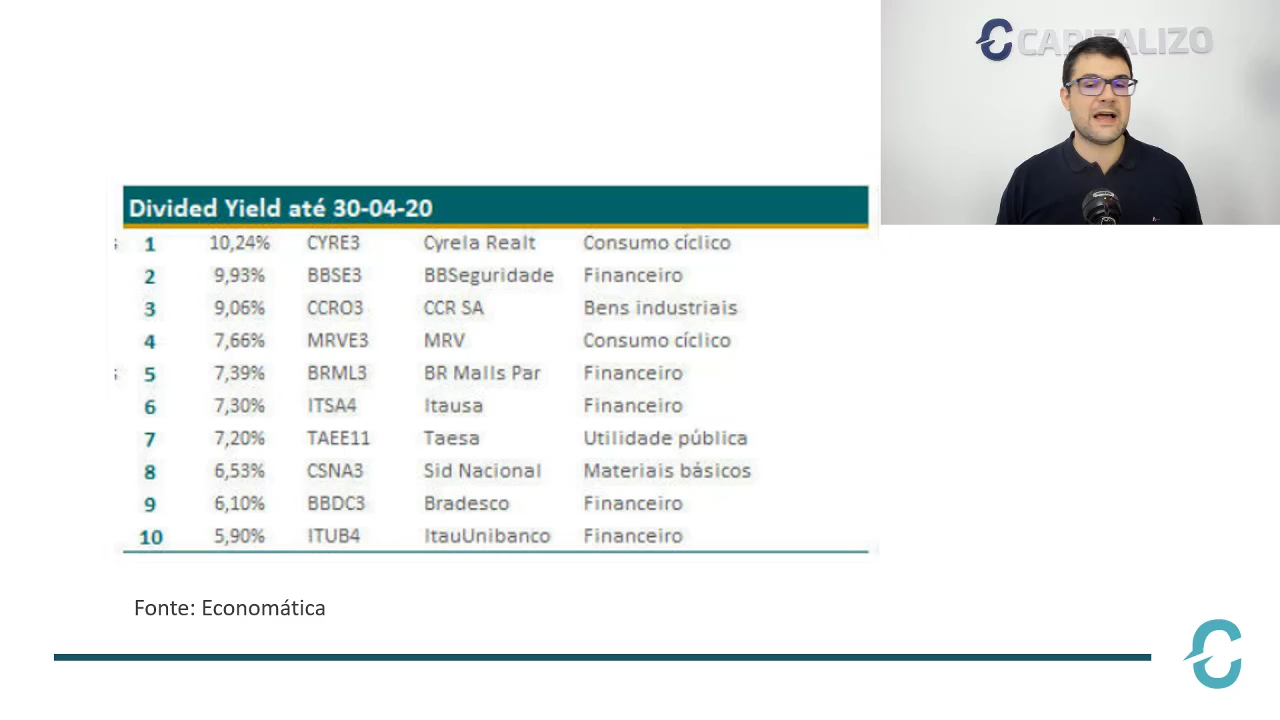 CAPITALIZO
Divided Yield até 30-04-20
1 10,24% CYRE3 Cyrela Realt Consumo cíclico
2 9,93% BBSE3 BBSeguridade Financeiro
3 9,06% CCRO3 CCR SA Bens industriais
4 7,66% MRVE3 MRV Consumo cíclico
5 7,39% BRML3 BR Malls Par Financeiro
6 7,30% ITSA4 Itausa Financeiro
7 7,20% TAEE11 Taesa Utilidade pública
8 6,53% CSNA3 Sid Nacional Materiais básicos
9 6,10% BBDC3 Bradesco Financeiro
10 5,90% ITUB4 ItauUnibanco Financeiro
Fonte: Economática